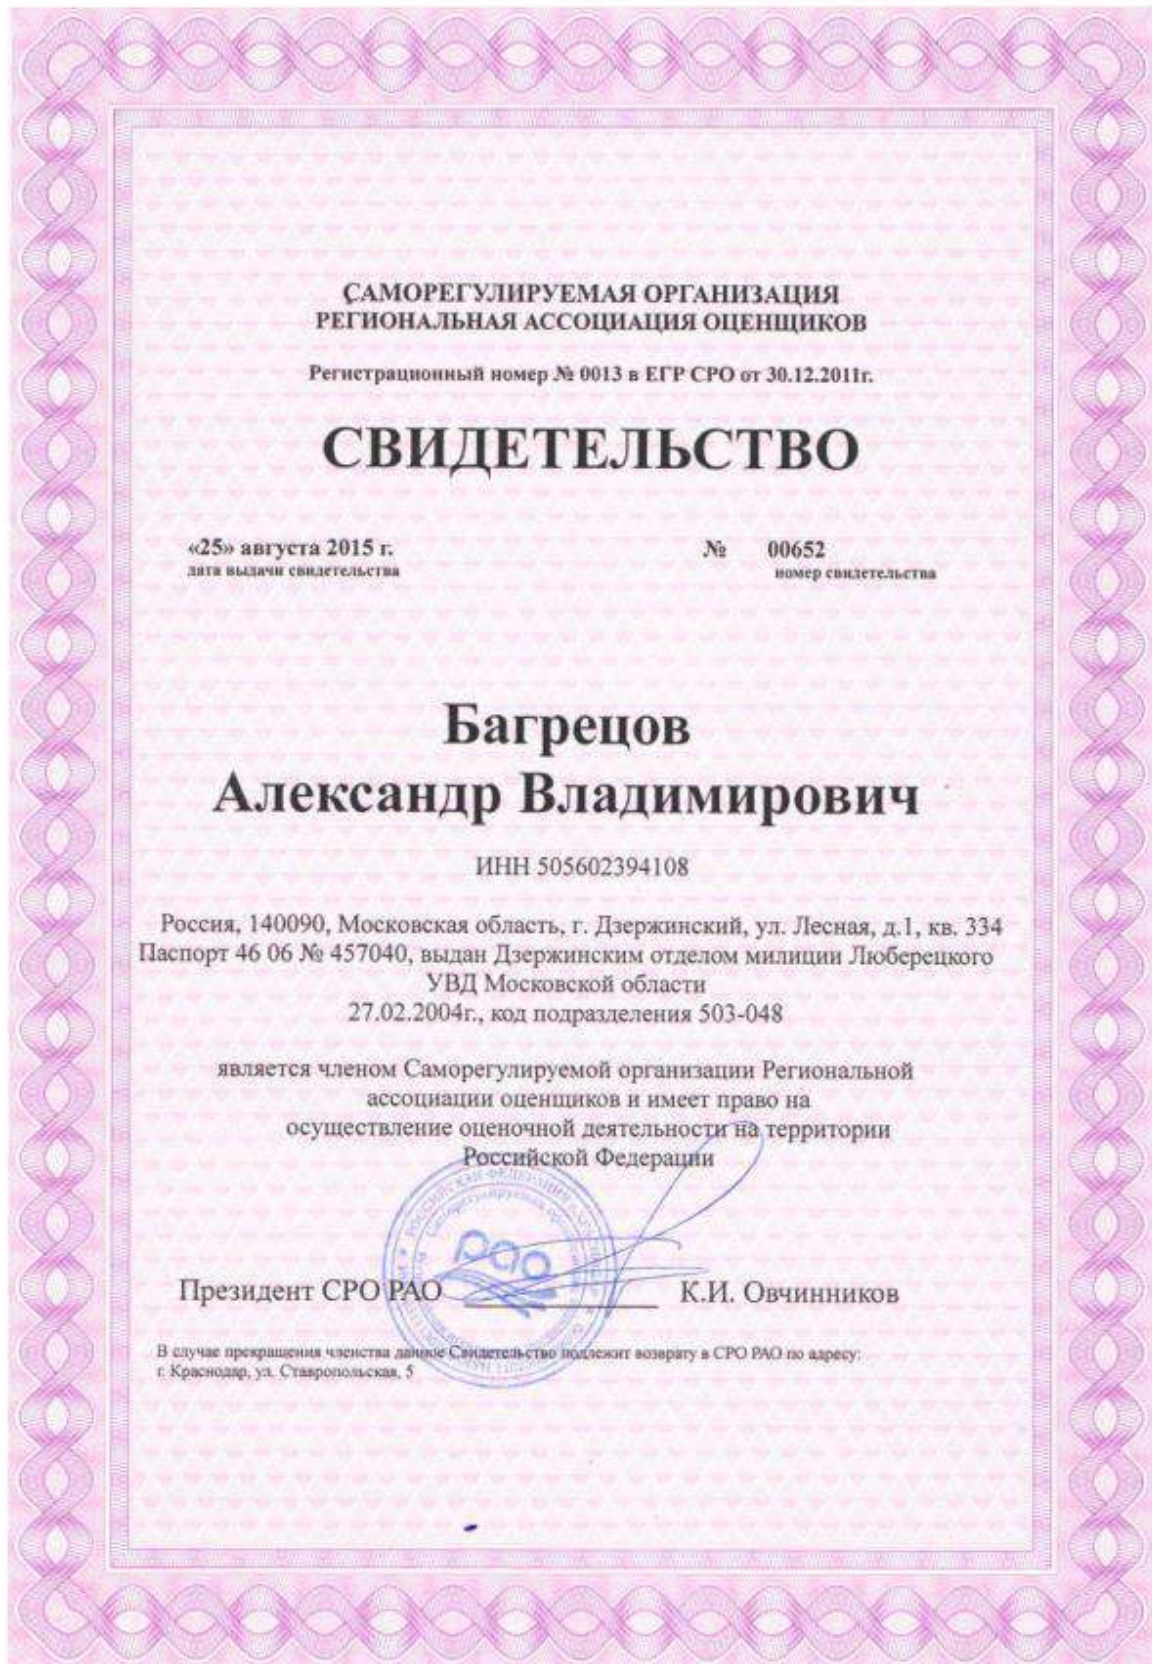 САМОРЕГУЛИРУЕМАЯ ОРГАНИЗАЦИЯ
РЕГИОНАЛЬНАЯ АССОЦИАЦИЯ ОЦЕНЩИКОВ
Регистрационный номер № 0013 в ЕГР СРО от 30.12.2011г.
СВИДЕТЕЛЬСТВО
«25» августа 2015 г. № 00652
дата выдачи свидетельства номер свидетельства
Багрецов
Александр Владимирович
ИНН 505602394108
Россия, 140090, Московская область, г. Дзержинский, ул. Лесная, д.1, кв. 334
Паспорт 46 06 № 457040, выдан Дзержинским отделом милиции Люберецкого
УВД Московской области
27.02.2004г., код подразделения 503-048
является членом Саморегулируемой организации Региональной
ассоциации оценщиков и имеет право на
осуществление оценочной деятельности на территории
Российской Федерации
РОССИЙСКАЯ ФЕДЕРАЦИЯ
Саморегулируемая
рао
Президент СРО РАО К.И. Овчинников
В случае прекращения членства данное Свидетельство подлежит возврату в СРО РАО по адресу:
г. Краснодар, ул. Ставропольская, 5